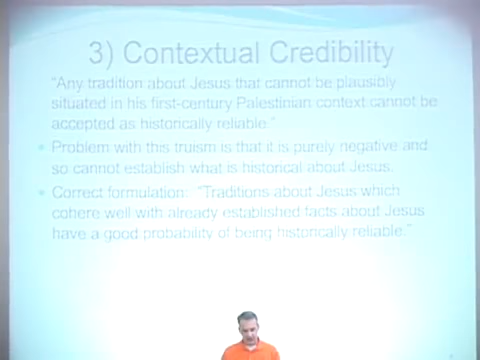 3) Contextual Credibility
"Any tradition about Jesus that cannot be plausibly
situated in his first-century Palestinian context cannot be
accepted as historically reliable."
Problem with this truism is that it is purely negative and
so cannot establish what is historical about Jesus.
Correct formulation: "Traditions about Jesus which
cohere well with already established facts about Jesus
have a good probability of being historically reliable."